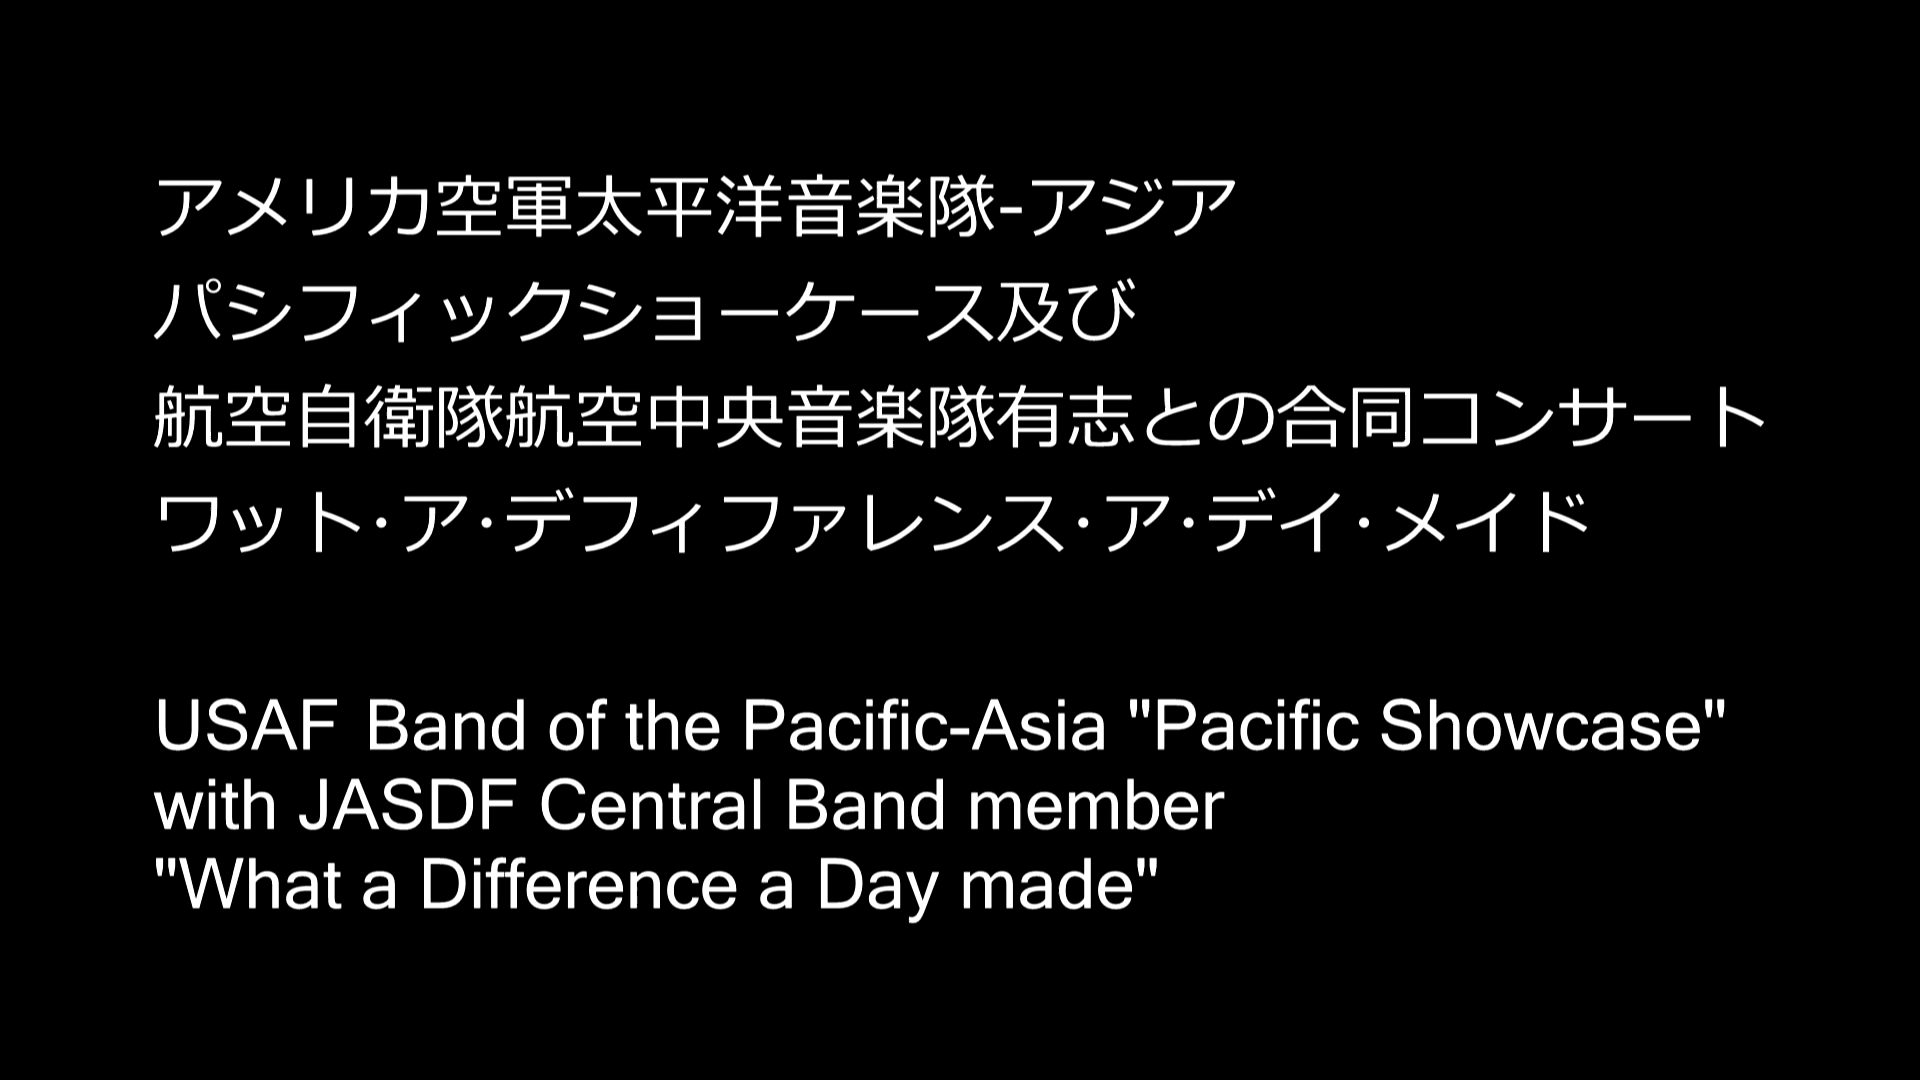 アメリカ空軍太平洋音楽隊-アジア
パシフィックショーケース及び
航空自衛隊航空中央音楽隊有志との合同コンサート
ワット･ア･デフィファレンス･ア･デイ･メイド
USAF Band of the Pacific-Asia "Pacific Showcase"
with JASDF Central Band member
"What a Difference a Day made"